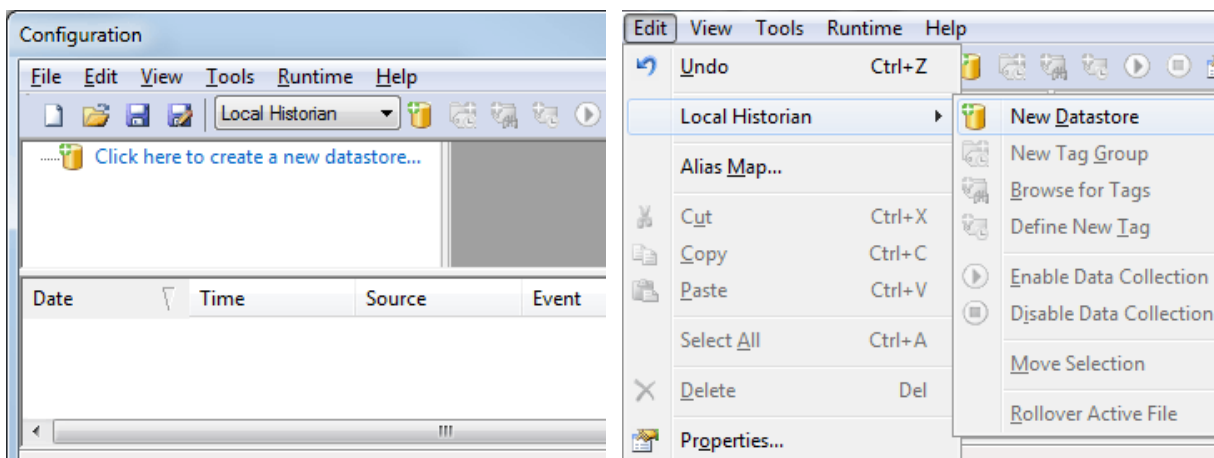 Configuration
File Edit View Tools Runtime Help
Local Historian
Click here to create a new datastore...
Date Time Source Event
Edit View Tools Runtime Help
Undo Ctrl+Z
Local Historian
Alias Map...
Cut Ctrl+X
Copy Ctrl+C
Paste Ctrl+V
Select All Ctrl+A
Delete Del
Properties...
New Datastore
New Tag Group
Browse for Tags
Define New Tag
Enable Data Collection
Disable Data Collection
Move Selection
Rollover Active File